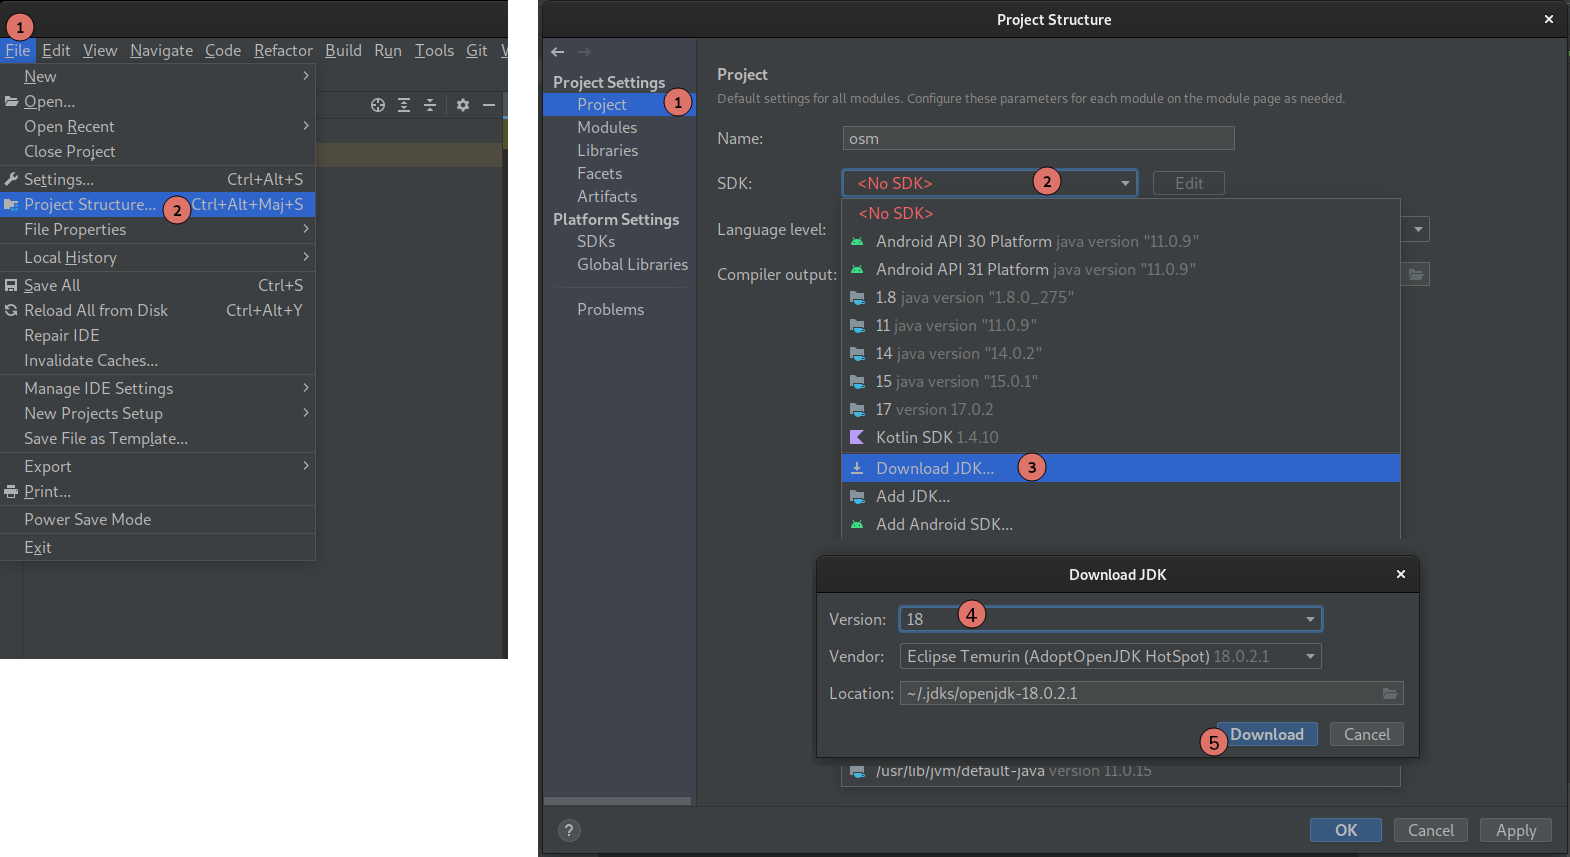 1
File Edit View Navigate Code Refactor Build Run Tools Git
New
Open...
Open Recent
Close Project
Settings... Ctrl+Alt+S
Project Structure... 2 Ctrl+Alt+Maj+S
File Properties
Local History
Save All Ctrl+S
Reload All from Disk Ctrl+Alt+Y
Repair IDE
Invalidate Caches...
Manage IDE Settings
New Projects Setup
Save File as Template...
Export
Print...
Power Save Mode
Exit
Project Structure
Project Settings
Project 1
Modules
Libraries
Facets
Artifacts
Platform Settings
SDKs
Global Libraries
Problems
Project
Default settings for all modules. Configure these parameters for each module on the module page as needed.
Name: osm
SDK: <No SDK> 2 Edit
<No SDK>
Language level:
Android API 30 Platform java version "11.0.9"
Compiler output:
Android API 31 Platform java version "11.0.9"
1.8 java version "1.8.0_275"
11 java version "11.0.9"
14 java version "14.0.2"
15 java version "15.0.1"
17 version 17.0.2
Kotlin SDK 1.4.10
Download JDK... 3
Add JDK...
Add Android SDK...
Download JDK
Version: 18 4
Vendor: Eclipse Temurin (AdoptOpenJDK HotSpot) 18.0.2.1
Location: ~/.jdks/openjdk-18.0.2.1
5 Download Cancel
/usr/lib/jvm/default-java version 11.0.15
? OK Cancel Apply